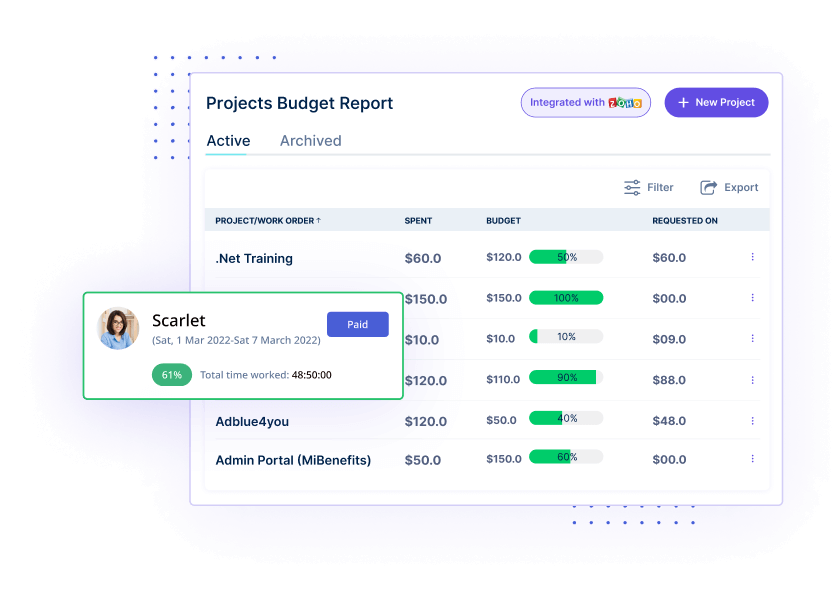 Projects Budget Report
Integrated with ZOHO
+ New Project
Active Archived
Filter Export
PROJECT/WORK ORDER ↑ SPENT BUDGET REQUESTED ON
.Net Training $60.0 $120.0 50% $60.0
$150.0 $150.0 100% $00.0
$10.0 $10.0 10% $09.0
$120.0 $110.0 90% $88.0
Scarlet
Paid
(Sat, 1 Mar 2022-Sat 7 March 2022)
61% Total time worked: 48:50:00
Adblue4you $120.0 $50.0 40% $48.0
Admin Portal (MiBenefits) $50.0 $150.0 60% $00.0